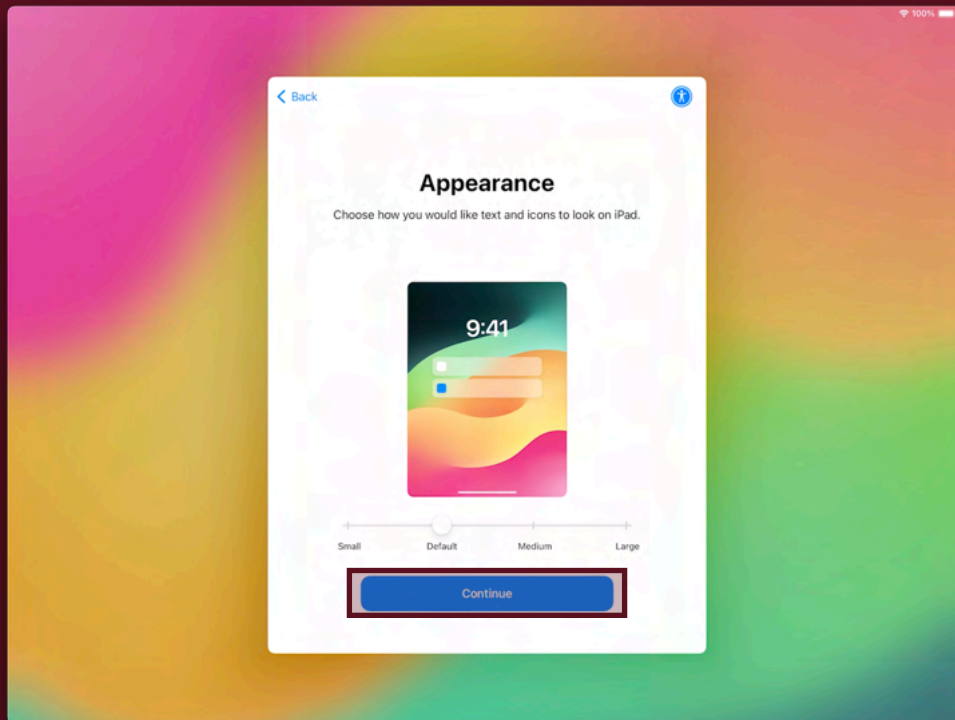 100%
Back
Appearance
Choose how you would like text and icons to look on iPad.
9:41
Small Default Medium Large
Continue